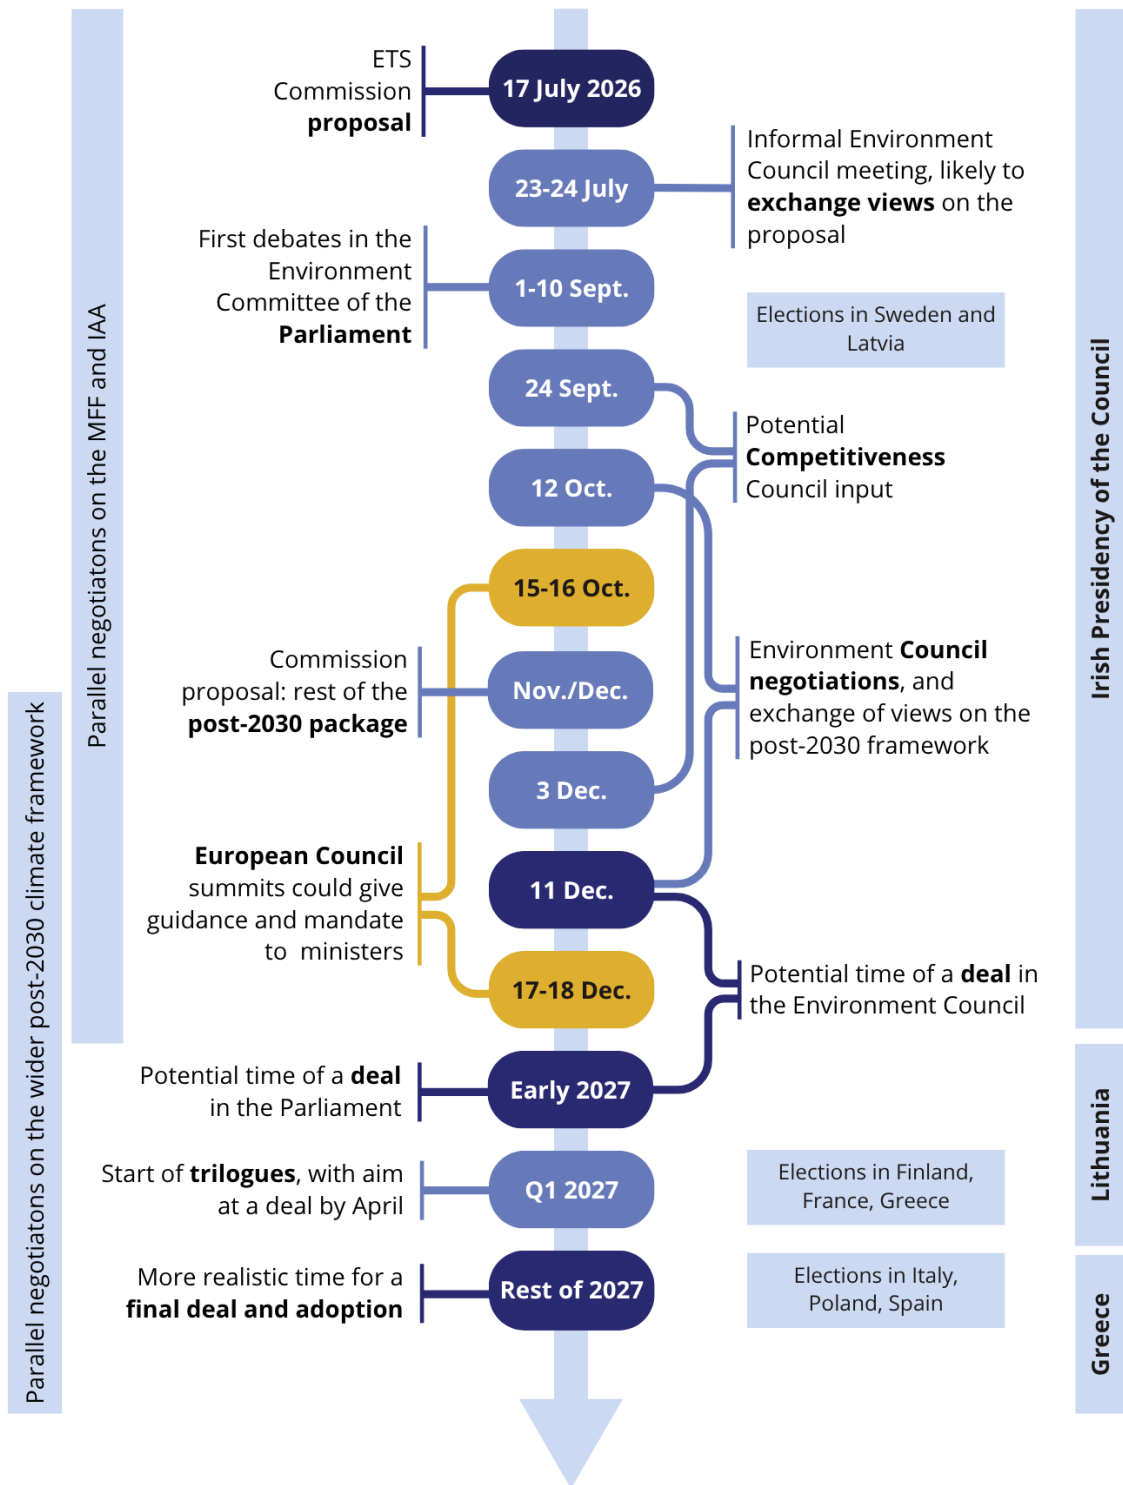 ETS
Commission
proposal
17 July 2026
23-24 July
Informal Environment
Council meeting, likely to
exchange views on the
proposal
First debates in the
Environment
Committee of the
Parliament
1-10 Sept.
Elections in Sweden and
Latvia
24 Sept.
Potential
Competitiveness
Council input
12 Oct.
15-16 Oct.
Commission
proposal: rest of the
post-2030 package
Nov./Dec.
Environment Council
negotiations, and
exchange of views on the
post-2030 framework
3 Dec.
European Council
summits could give
guidance and mandate
to  ministers
11 Dec.
17-18 Dec.
Potential time of a deal in
the Environment Council
Potential time of a deal
in the Parliament
Early 2027
Start of trilogues, with aim
at a deal by April
Q1 2027
Elections in Finland,
France, Greece
More realistic time for a
final deal and adoption
Rest of 2027
Elections in Italy,
Poland, Spain
Parallel negotiatons on the MFF and IAA
Parallel negotiatons on the wider post-2030 climate framework
Irish Presidency of the Council
Lithuania
Greece